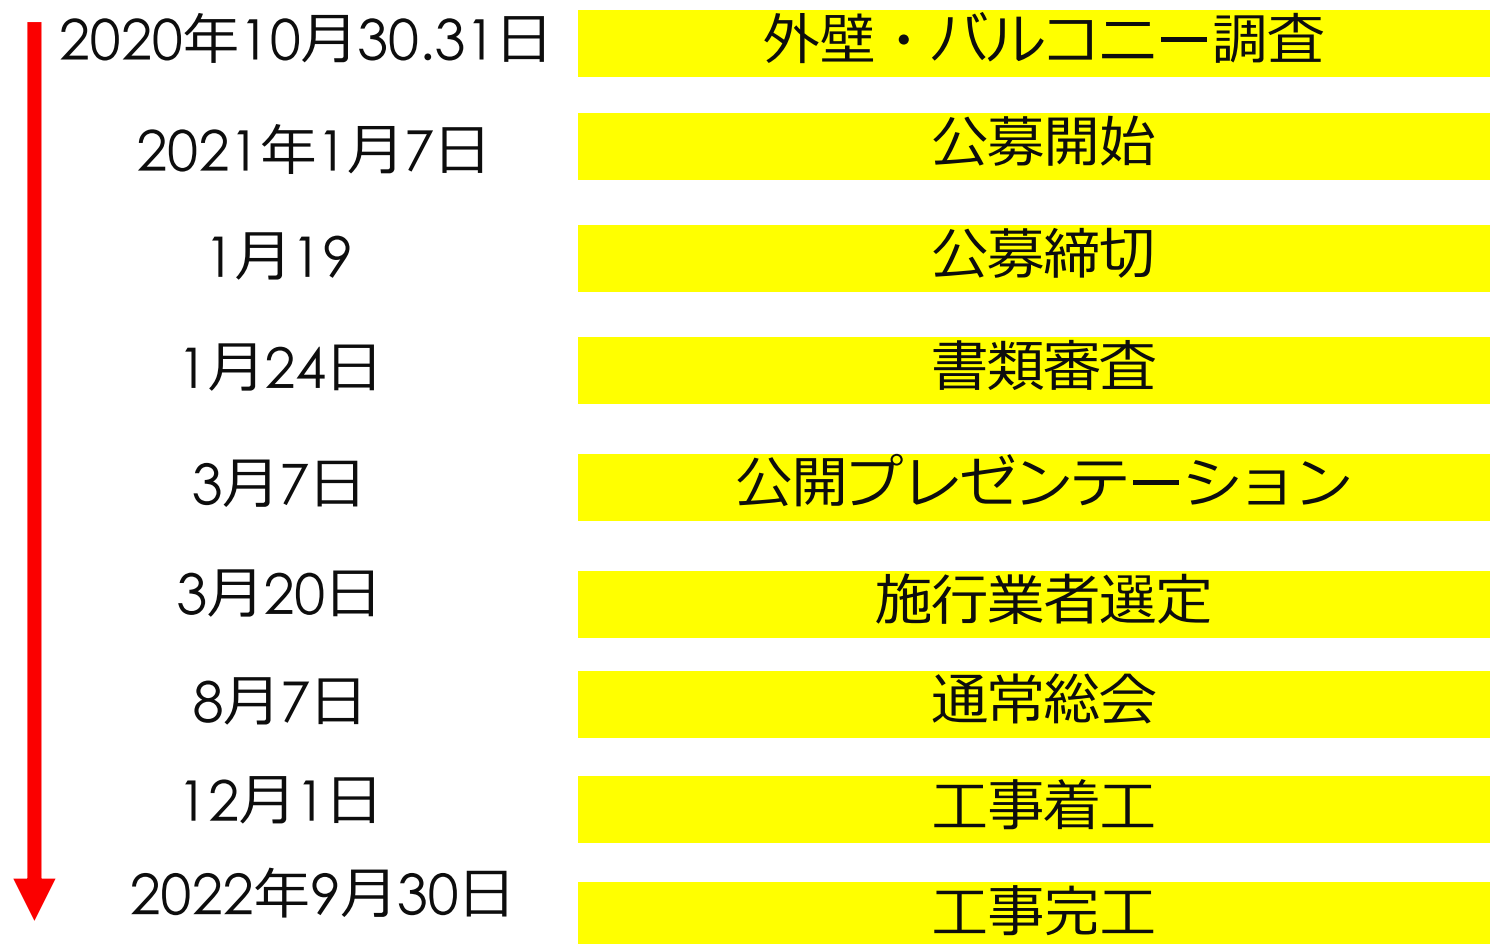 2020年10月30.31日 外壁・バルコニー調査
2021年1月7日 公募開始
1月19 公募締切
1月24日 書類審査
3月7日 公開プレゼンテーション
3月20日 施行業者選定
8月7日 通常総会
12月1日 工事着工
2022年9月30日 工事完工